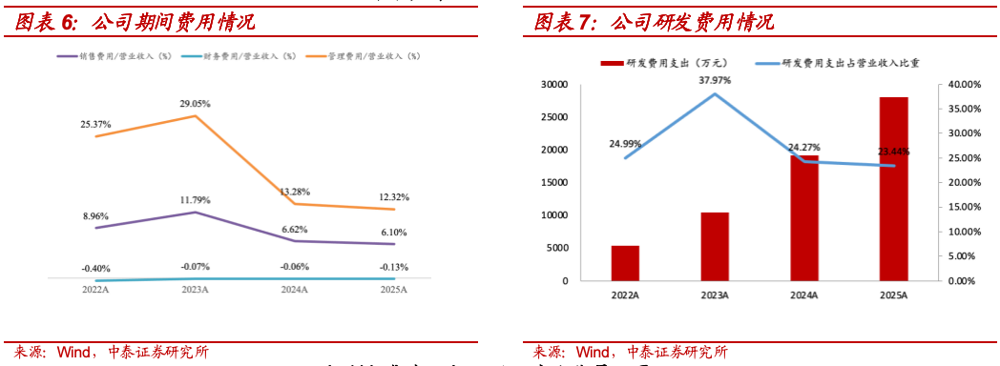 图表 6：公司期间费用情况
销售费用/营业收入（%）
财务费用/营业收入（%）
管理费用/营业收入（%）
25.37%
29.05%
13.28%
12.32%
8.96%
11.79%
6.62%
6.10%
-0.40%
-0.07%
-0.06%
-0.13%
2022A
2023A
2024A
2025A
来源：Wind，中泰证券研究所
图表 7：公司研发费用情况
研发费用支出（万元）
研发费用支出占营业收入比重
30000
25000
20000
15000
10000
5000
0
24.99%
37.97%
24.27%
23.44%
40.00%
35.00%
30.00%
25.00%
20.00%
15.00%
10.00%
5.00%
0.00%
2022A
2023A
2024A
2025A
来源：Wind，中泰证券研究所